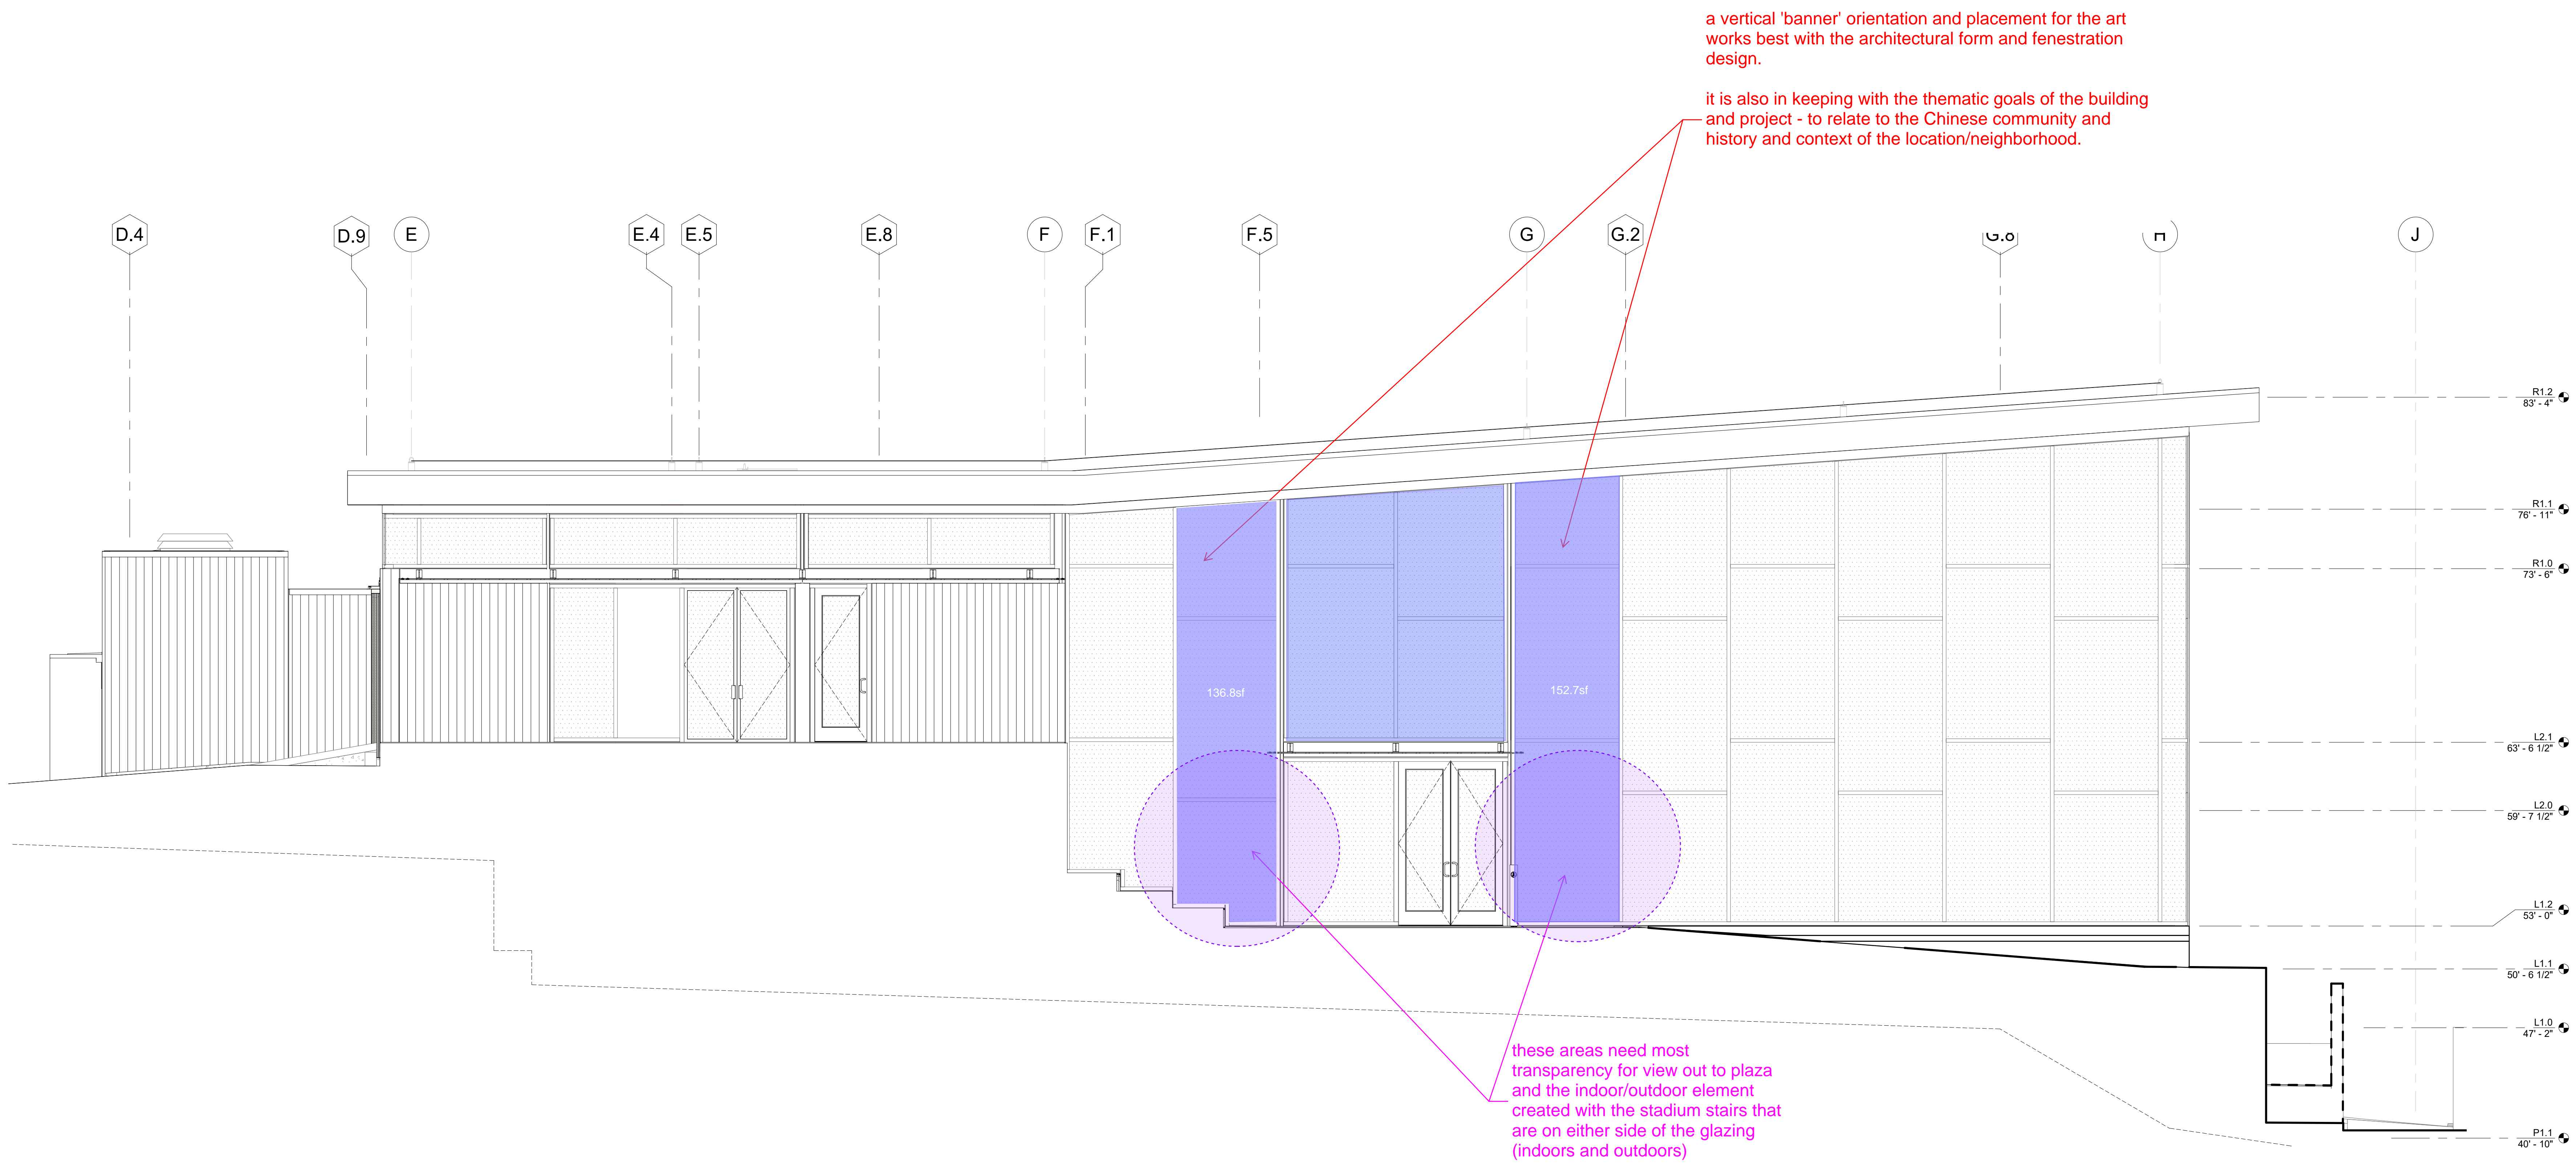 a vertical 'banner' orientation and placement for the art
works best with the architectural form and fenestration
design.
it is also in keeping with the thematic goals of the building
and project - to relate to the Chinese community and
history and context of the location/neighborhood.
D.4
D.9
E
E.4
E.5
E.8
F
F.1
F.5
G
G.2
G.8
H
J
R1.2
83' - 4"
R1.1
76' - 11"
R1.0
73' - 6"
136.8sf
152.7sf
L2.1
63' - 6 1/2"
L2.0
59' - 7 1/2"
L1.2
53' - 0"
L1.1
50' - 6 1/2"
L1.0
47' - 2"
these areas need most
transparency for view out to plaza
and the indoor/outdoor element
created with the stadium stairs that
are on either side of the glazing
(indoors and outdoors)
P1.1
40' - 10"